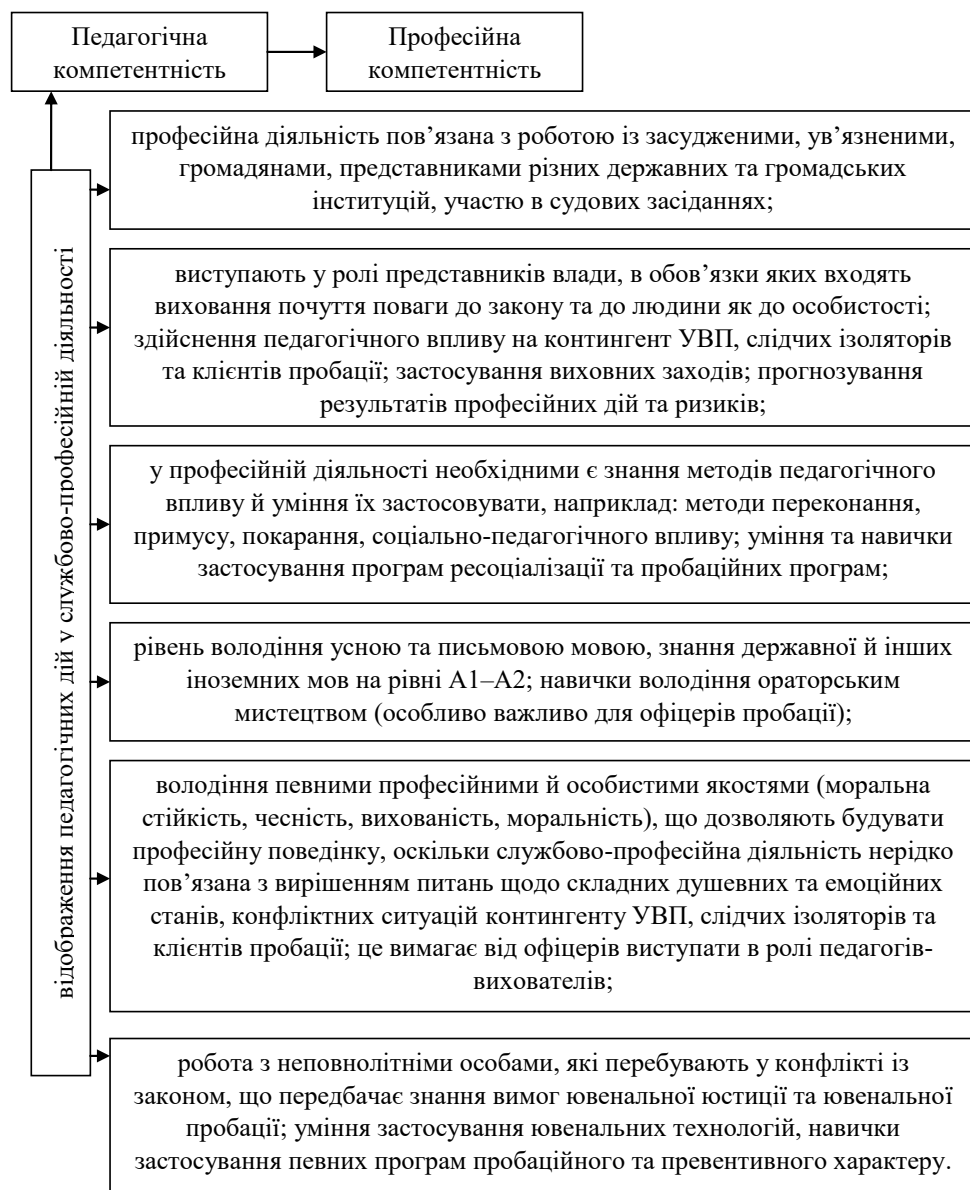 Педагогічна
компетентність
Професійна
компетентність
відображення педагогічних дій у службово-професійній діяльності
професійна діяльність пов’язана з роботою із засудженими, ув’язненими,
громадянами, представниками різних державних та громадських
інституцій, участю в судових засіданнях;
виступають у ролі представників влади, в обов’язки яких входять
виховання почуття поваги до закону та до людини як до особистості;
здійснення педагогічного впливу на контингент УВП, слідчих ізоляторів
та клієнтів пробації; застосування виховних заходів; прогнозування
результатів професійних дій та ризиків;
у професійній діяльності необхідними є знання методів педагогічного
впливу й уміння їх застосовувати, наприклад: методи переконання,
примусу, покарання, соціально-педагогічного впливу; уміння та навички
застосування програм ресоціалізації та пробаційних програм;
рівень володіння усною та письмовою мовою, знання державної й інших
іноземних мов на рівні А1–А2; навички володіння ораторським
мистецтвом (особливо важливо для офіцерів пробації);
володіння певними професійними й особистими якостями (моральна
стійкість, чесність, вихованість, моральність), що дозволяють будувати
професійну поведінку, оскільки службово-професійна діяльність нерідко
пов’язана з вирішенням питань щодо складних душевних та емоційних
станів, конфліктних ситуацій контингенту УВП, слідчих ізоляторів та
клієнтів пробації; це вимагає від офіцерів виступати в ролі педагогів-
вихователів;
робота з неповнолітніми особами, які перебувають у конфлікті із
законом, що передбачає знання вимог ювенальної юстиції та ювенальної
пробації; уміння застосування ювенальних технологій, навички
застосування певних програм пробаційного та превентивного характеру.